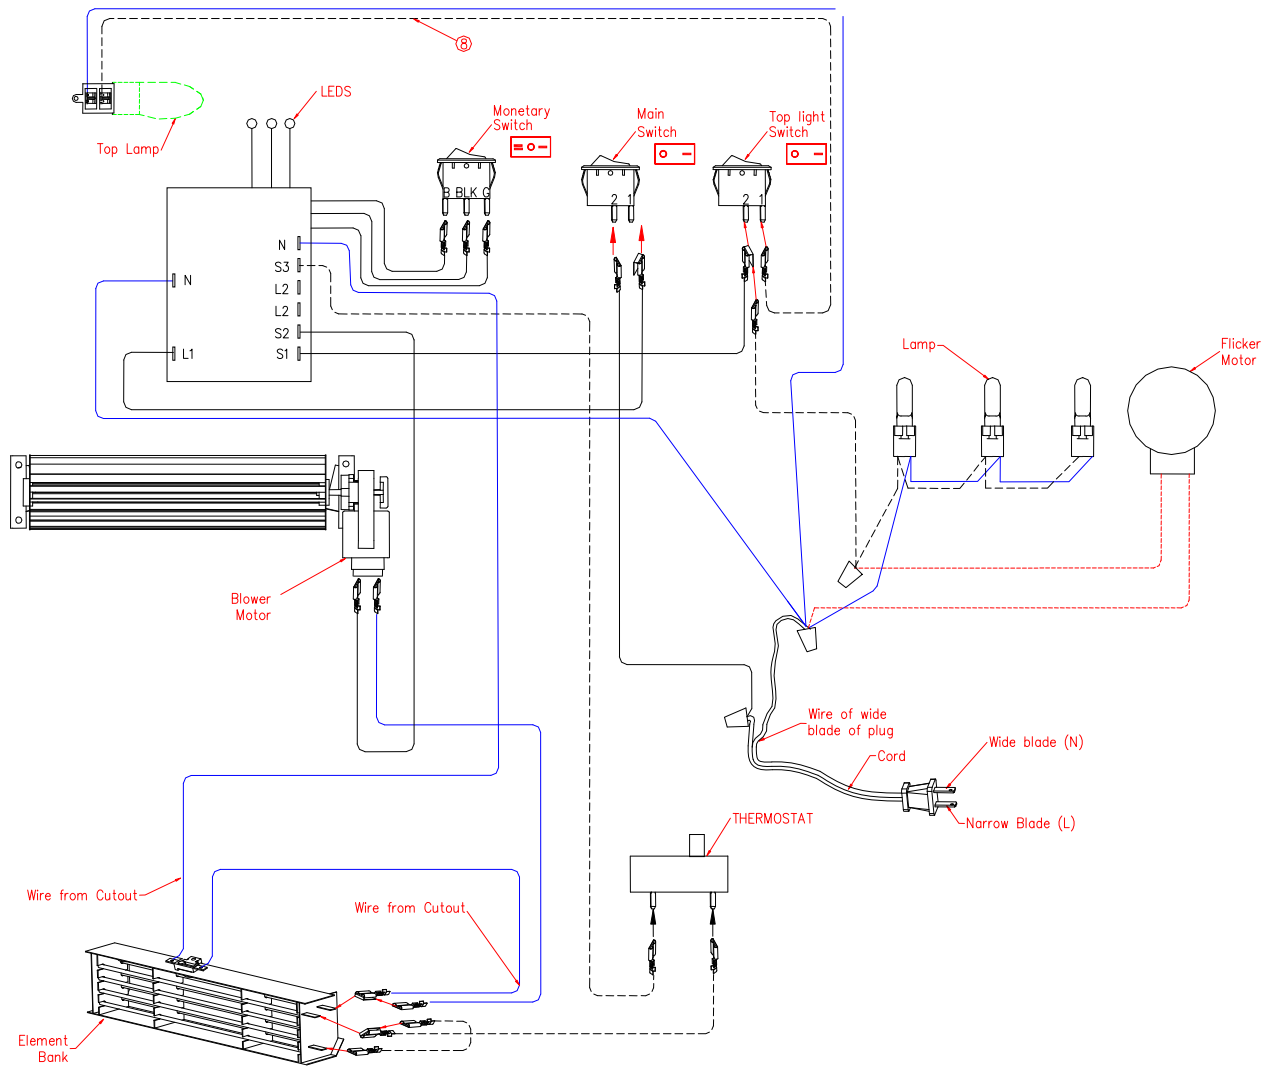 8
LEDS
Top Lamp
Monetary
Switch
Main
Switch
Top light
Switch
B BLK G
2 1
2 1
N
S3
L2
L2
S2
S1
N
L1
Lamp
Flicker
Motor
Blower
Motor
Wire of wide
blade of plug
Cord
Wide blade (N)
Narrow Blade (L)
THERMOSTAT
Wire from Cutout
Wire from Cutout
Element
Bank